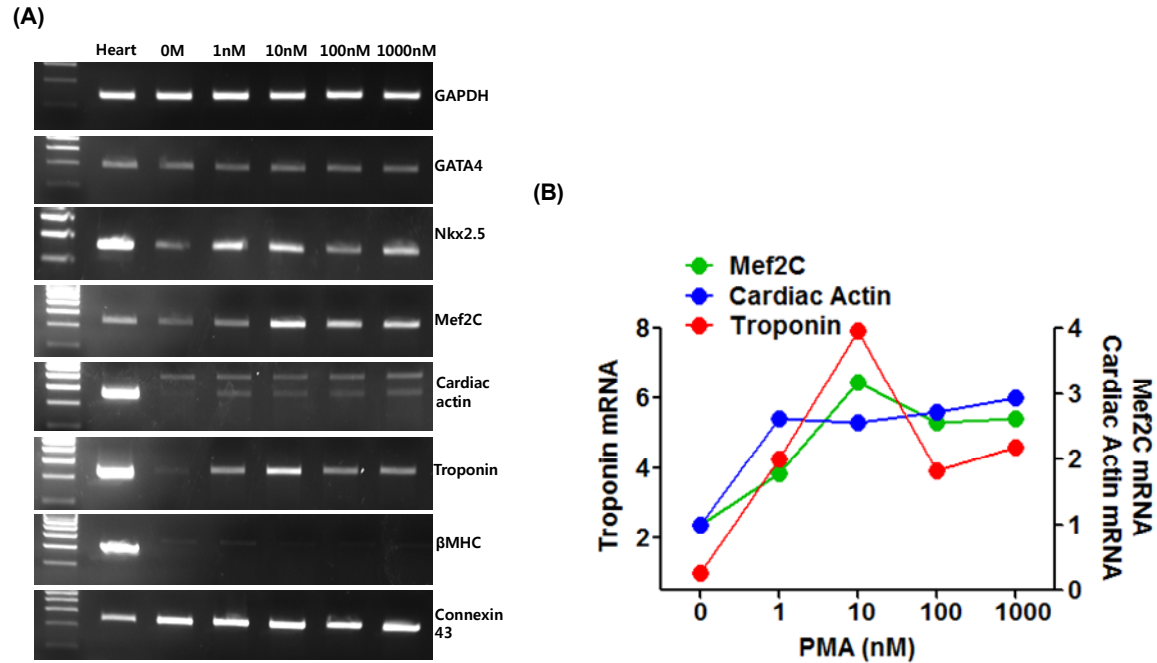 (A)
Heart 0M 1nM 10nM 100nM 1000nM
GAPDH
GATA4
Nkx2.5
Mef2C
Cardiac
actin
Troponin
βMHC
Connexin
43
(B)
Mef2C
Cardiac Actin
Troponin
Troponin mRNA
8
6
4
2
4
3
2
1
0
Mef2C mRNA
Cardiac Actin mRNA
0 1 10 100 1000
PMA (nM)